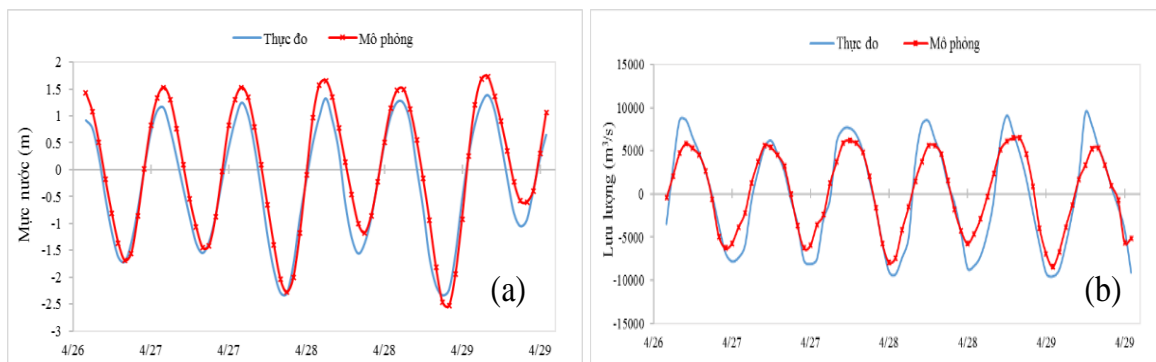 Thực đo Mô phỏng
Mực nước (m)
2
1.5
1
0.5
0
-0.5
-1
-1.5
-2
-2.5
-3
4/26 4/27 4/27 4/28 4/28 4/29 4/29
(a)
Thực đo Mô phỏng
Lưu lượng (m³/s)
15000
10000
5000
0
-5000
-10000
-15000
4/26 4/27 4/27 4/28 4/28 4/29 4/29
(b)